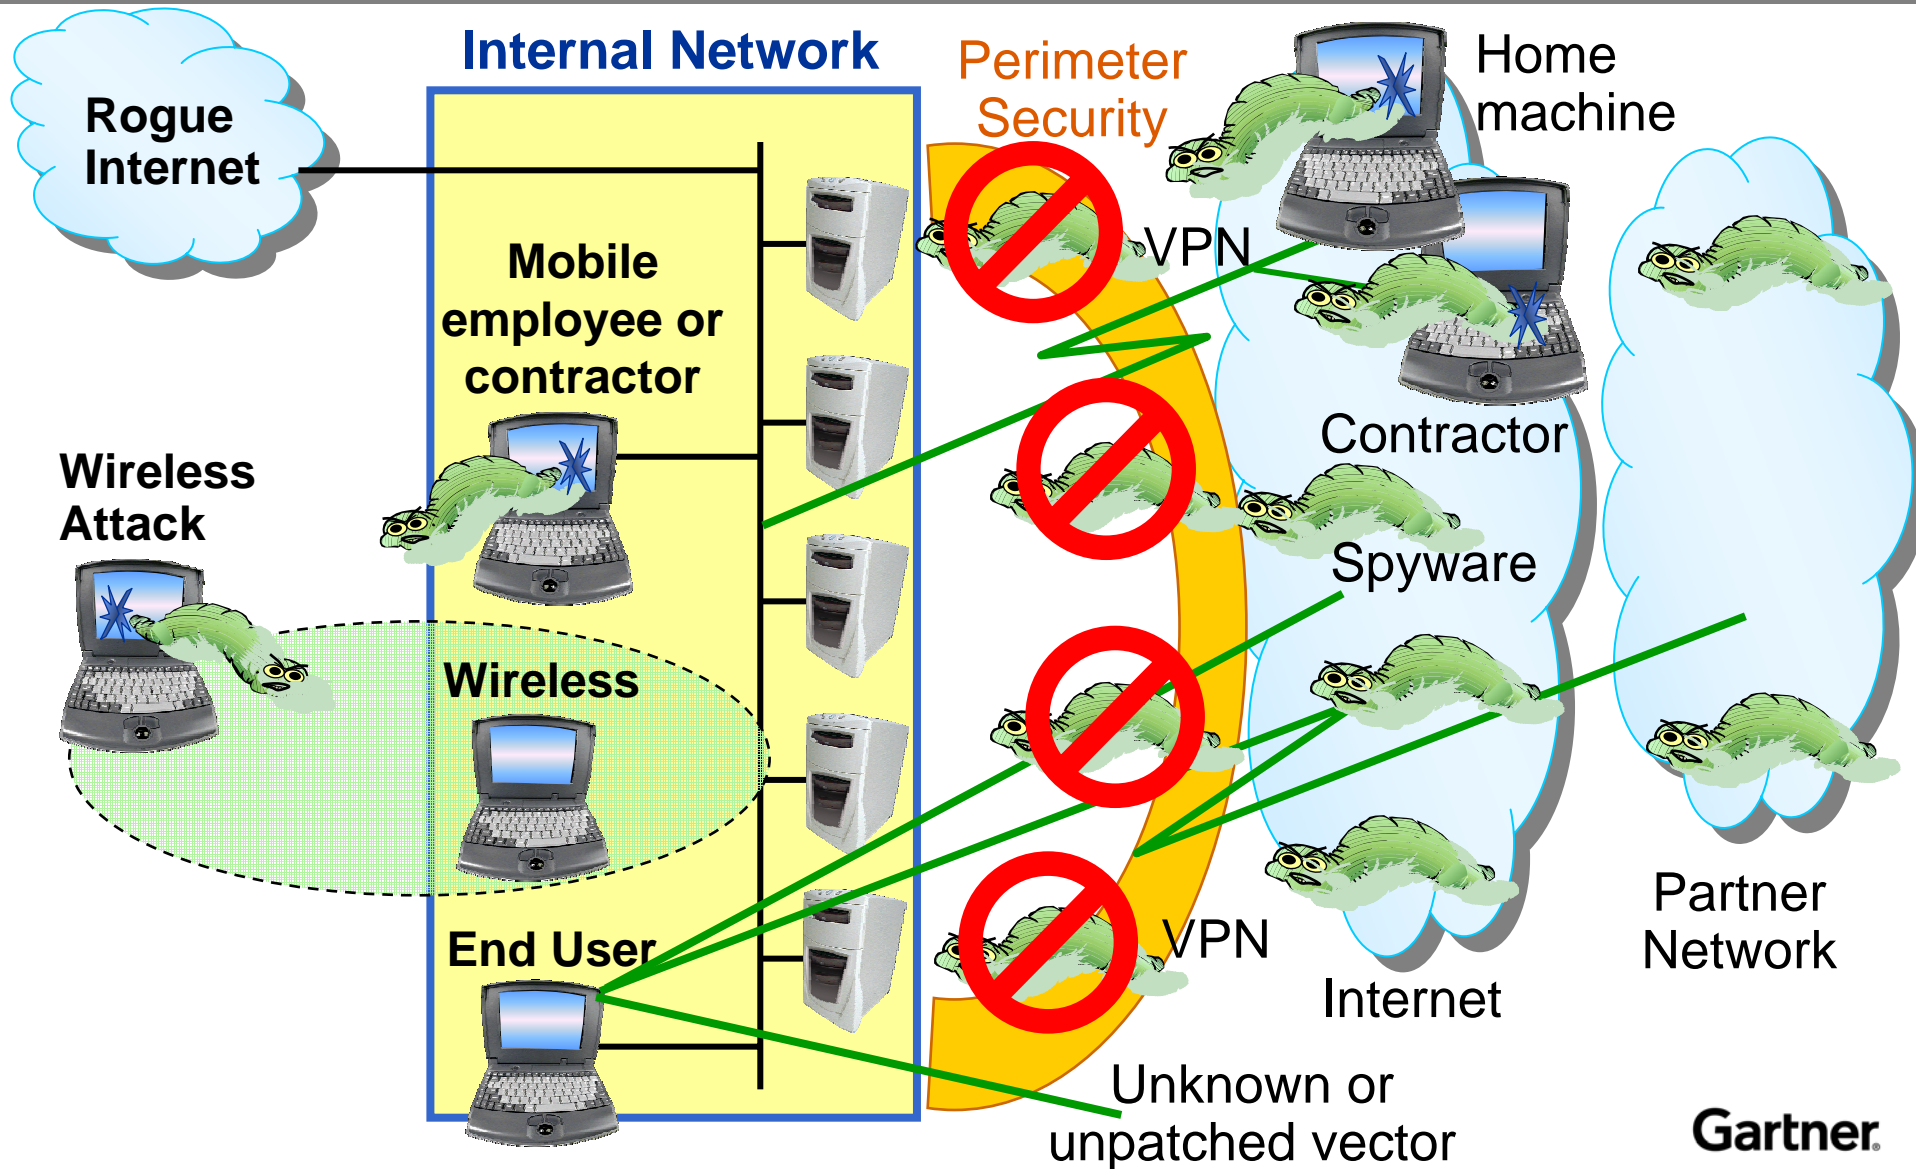 Internal Network
Rogue
Internet
Perimeter
Security
Home
machine
Mobile
employee or
contractor
VPN
Contractor
Wireless
Attack
Spyware
Wireless
End User
VPN
Internet
Partner
Network
Unknown or
unpatched vector
Gartner®